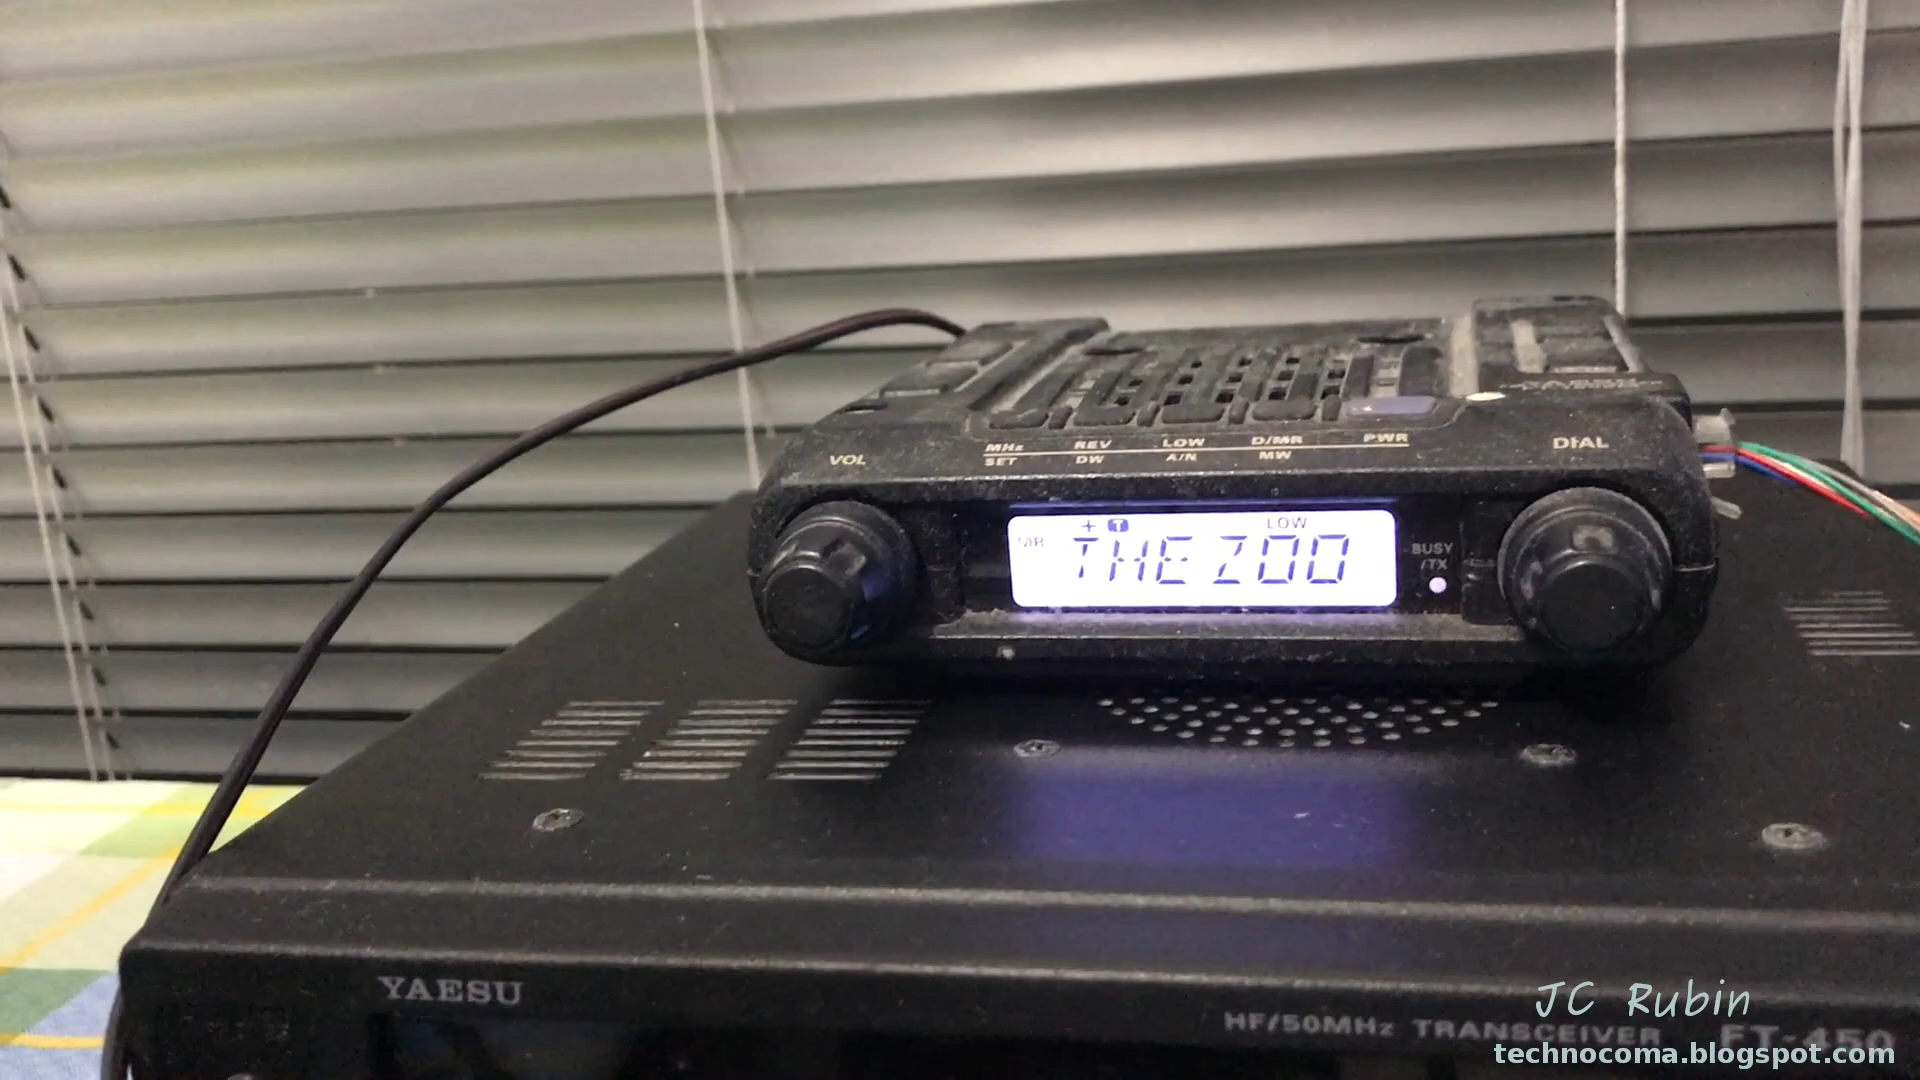 VOL
MHz REV LOW D/MR PWR
SET DW A/N MW
DIAL
+ T LOW
MR THE ZOO
BUSY
/TX
YAESU
HF/50MHz TRANSCEIVER FT-450
JC Rubin
technocoma.blogspot.com